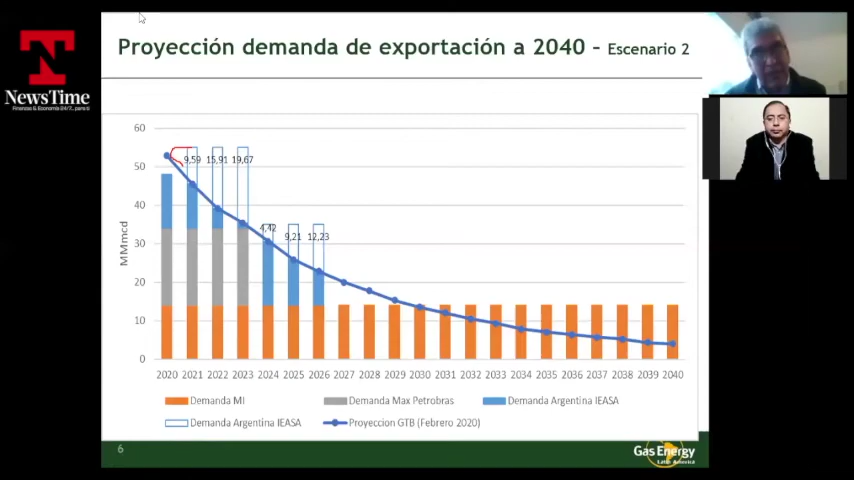 Proyección demanda de exportación a 2040 - Escenario 2
NewsTime
60
50
40
30
20
10
0
MMmcd
9,59
15,91
19,67
4,42
9,21
12,23
2020 2021 2022 2023 2024 2025 2026 2027 2028 2029 2030 2031 2032 2033 2034 2035 2036 2037 2038 2039 2040
Demanda MI
Demanda Max Petrobras
Demanda Argentina IEASA
Demanda Argentina IEASA
Proyeccion GTB (Febrero 2020)
6
Gas Energy
Latin America